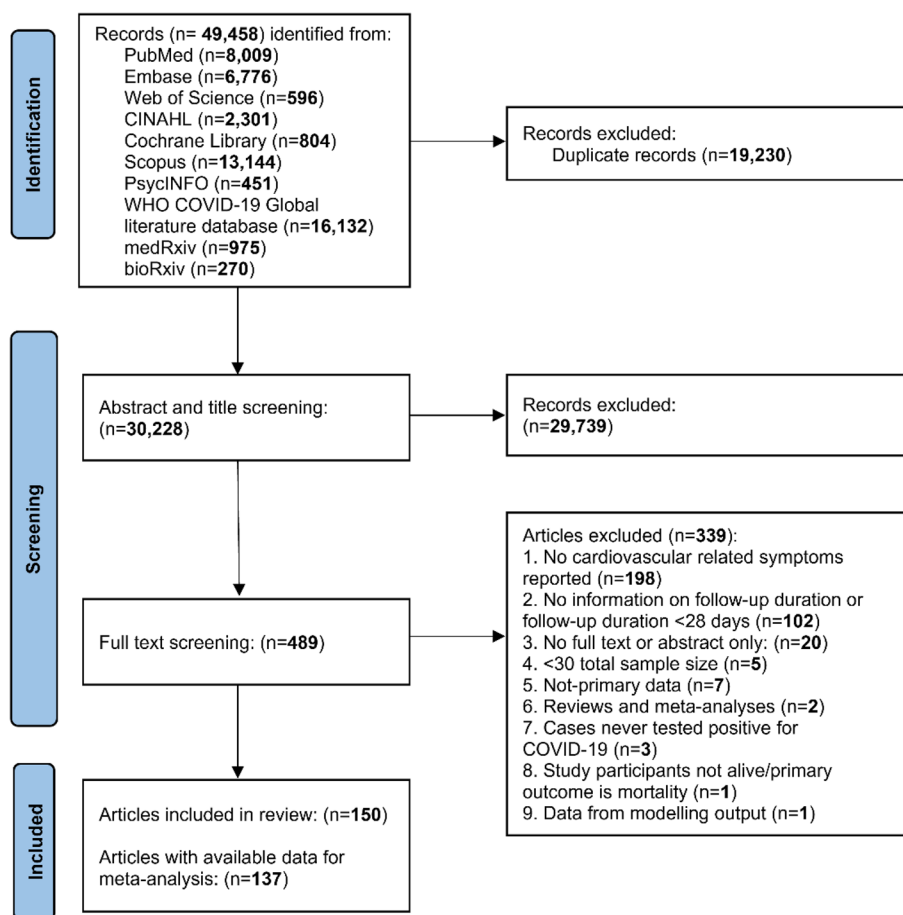 Identification
Records (n= 49,458) identified from:
PubMed (n=8,009)
Embase (n=6,776)
Web of Science (n=596)
CINAHL (n=2,301)
Cochrane Library (n=804)
Scopus (n=13,144)
PsycINFO (n=451)
WHO COVID-19 Global
literature database (n=16,132)
medRxiv (n=975)
bioRxiv (n=270)
Records excluded:
Duplicate records (n=19,230)
Screening
Abstract and title screening:
(n=30,228)
Records excluded:
(n=29,739)
Full text screening: (n=489)
Articles excluded (n=339):
1. No cardiovascular related symptoms
reported (n=198)
2. No information on follow-up duration or
follow-up duration <28 days (n=102)
3. No full text or abstract only: (n=20)
4. <30 total sample size (n=5)
5. Not-primary data (n=7)
6. Reviews and meta-analyses (n=2)
7. Cases never tested positive for
COVID-19 (n=3)
8. Study participants not alive/primary
outcome is mortality (n=1)
9. Data from modelling output (n=1)
Included
Articles included in review: (n=150)
Articles with available data for
meta-analysis: (n=137)